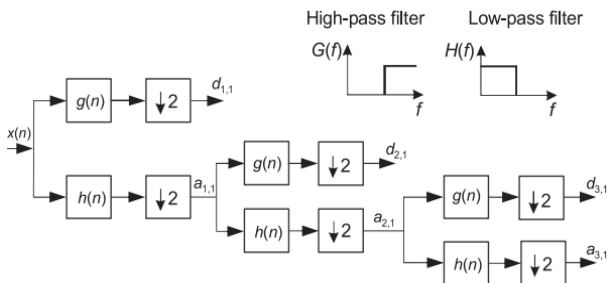 High-pass filter
Low-pass filter
G(f)
f
H(f)
f
x(n)
g(n)
↓2
d1,1
h(n)
↓2
a1,1
g(n)
↓2
d2,1
h(n)
↓2
a2,1
g(n)
↓2
d3,1
h(n)
↓2
a3,1